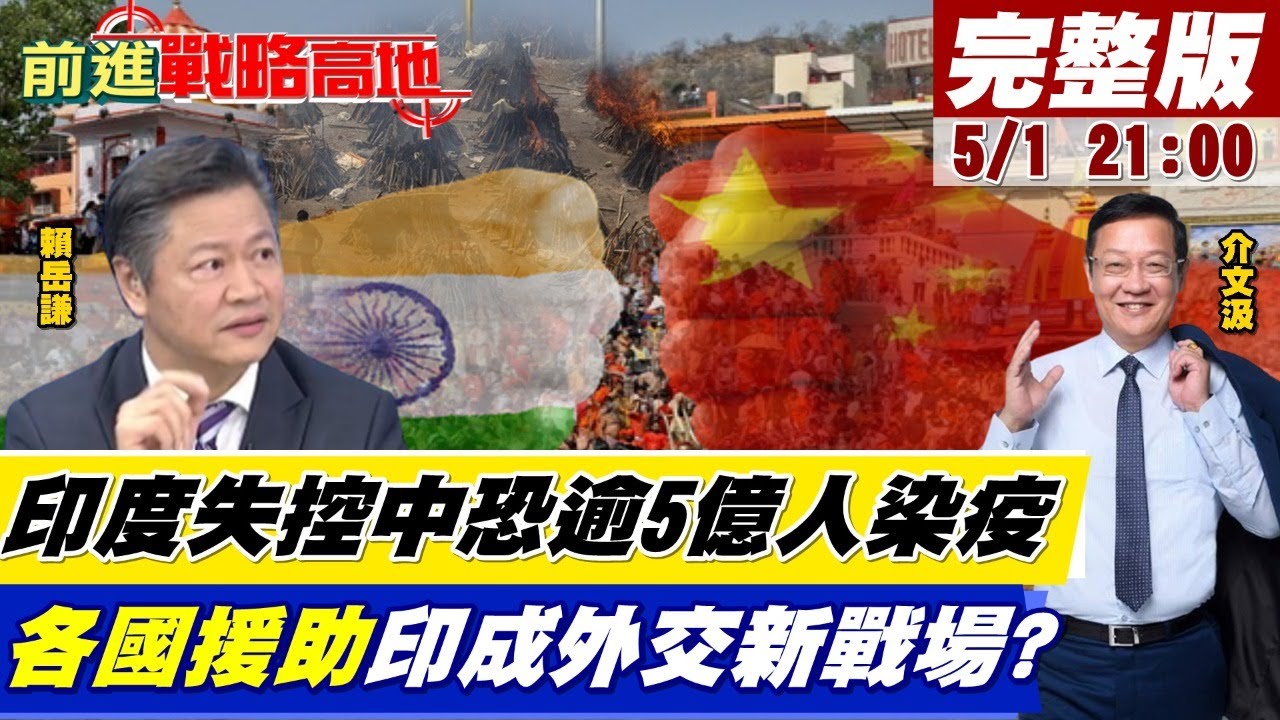 前進戰略高地
完整版
5/1 21:00
HOTEL
賴岳謙
介文汲
印度失控中恐逾5億人染疫
各國援助印成外交新戰場?